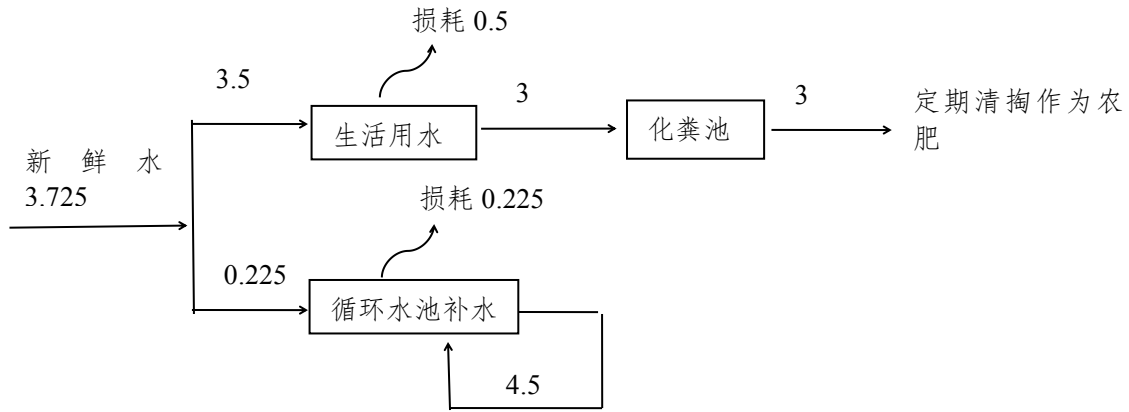 损耗 0.5
3.5
3
3
生活用水
化粪池
定期清掏作为农
肥
新鲜水
3.725
损耗 0.225
0.225
循环水池补水
4.5